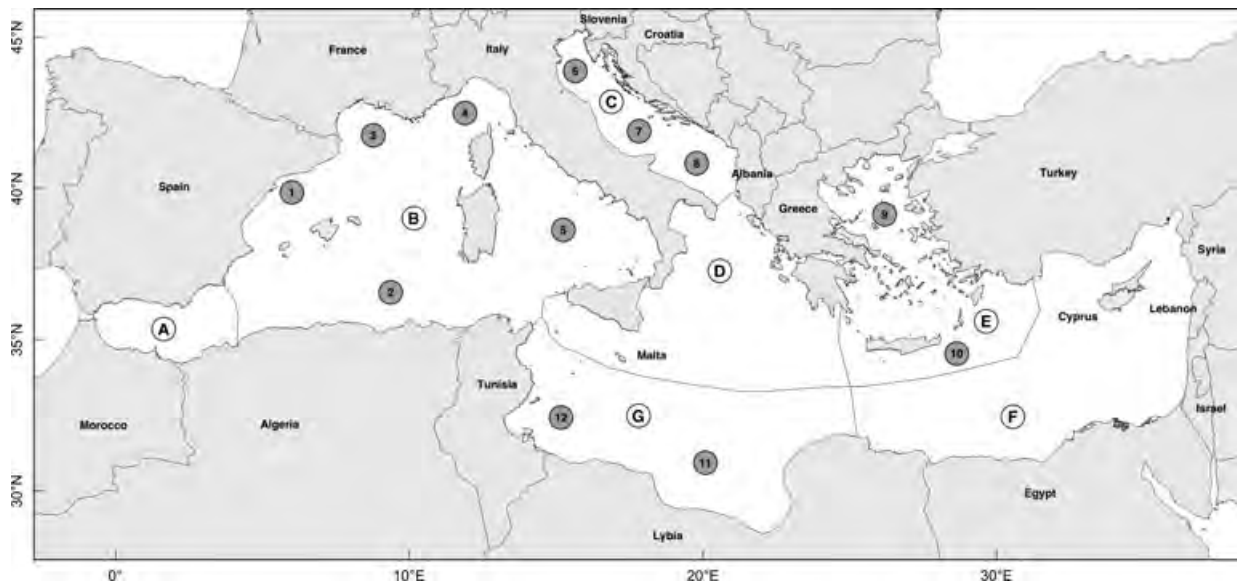 45°N
Slovenia
Croatia
France
Italy
6
C
4
3
7
8
40°N
Spain
1
Albania
Turkey
Greece
9
B
5
Syria
2
D
35°N
A
E
Cyprus
Lebanon
10
Malta
Tunisia
12
G
F
Israel
Morocco
Algeria
11
30°N
Egypt
Lybia
0°
10°E
20°E
30°E